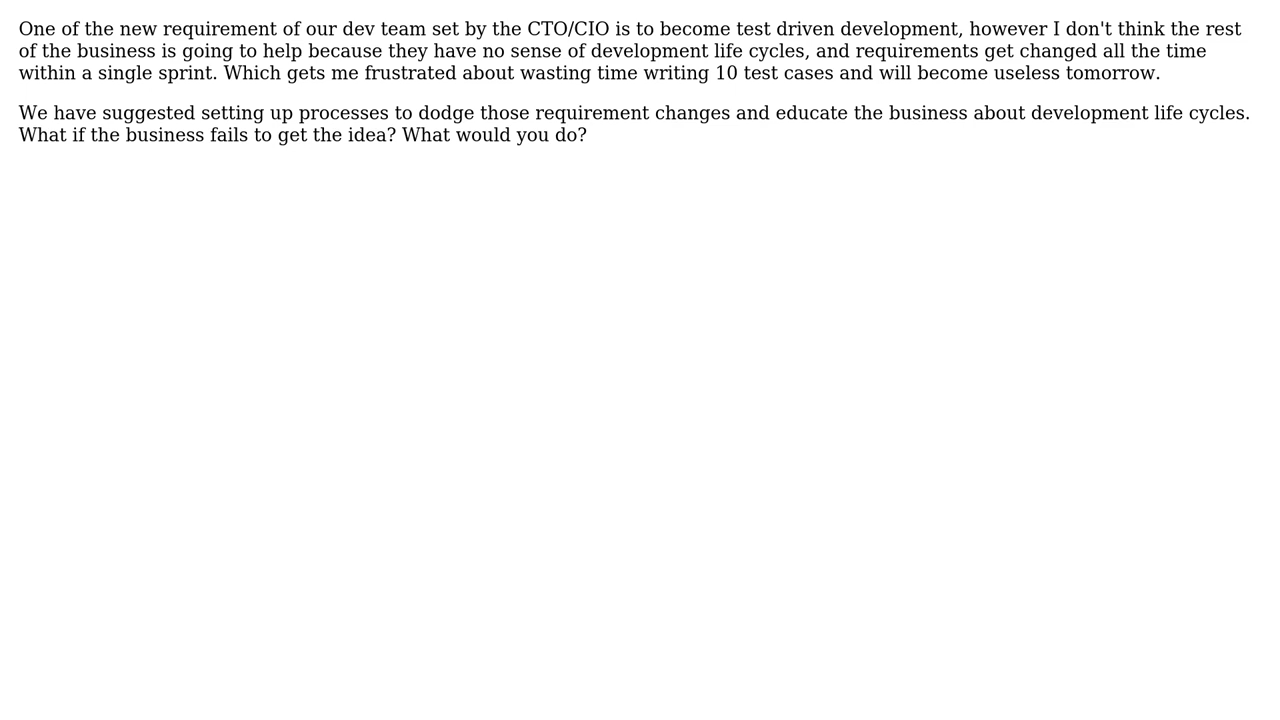 One of the new requirement of our dev team set by the CTO/CIO is to become test driven development, however I don't think the rest
of the business is going to help because they have no sense of development life cycles, and requirements get changed all the time
within a single sprint. Which gets me frustrated about wasting time writing 10 test cases and will become useless tomorrow.
We have suggested setting up processes to dodge those requirement changes and educate the business about development life cycles.
What if the business fails to get the idea? What would you do?